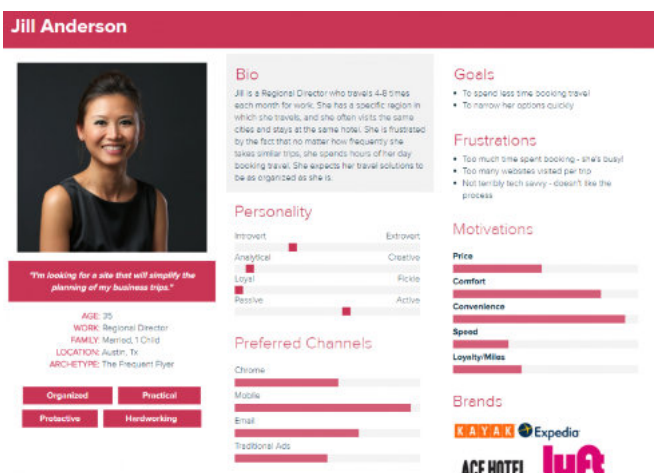 Jill Anderson
"I'm looking for a site that will simplify the
planning of my business trips."
AGE: 35
WORK: Regional Director
FAMILY: Married, 1 Child
LOCATION: Austin, Tx
ARCHETYPE: The Frequent Flyer
Organized
Practical
Protective
Hardworking
Bio
Jill is a Regional Director who travels 4-8 times
each month for work. She has a specific region in
which she travels, and she often visits the same
cities and stays at the same hotel. She is frustrated
by the fact that no matter how frequently she
takes similar trips, she spends hours of her day
booking travel. She expects her travel solutions to
be as organized as she is.
Personality
Introvert Extrovert
Analytical Creative
Loyal Fickle
Passive Active
Preferred Channels
Chrome
Mobile
Email
Traditional Ads
Goals
• To spend less time booking travel
• To narrow her options quickly
Frustrations
• Too much time spent booking - she's busy!
• Too many websites visited per trip
• Not terribly tech savvy - doesn't like the
process
Motivations
Price
Comfort
Convenience
Speed
Loyalty/Miles
Brands
KAYAK Expedia
ACE HOTEL lyft